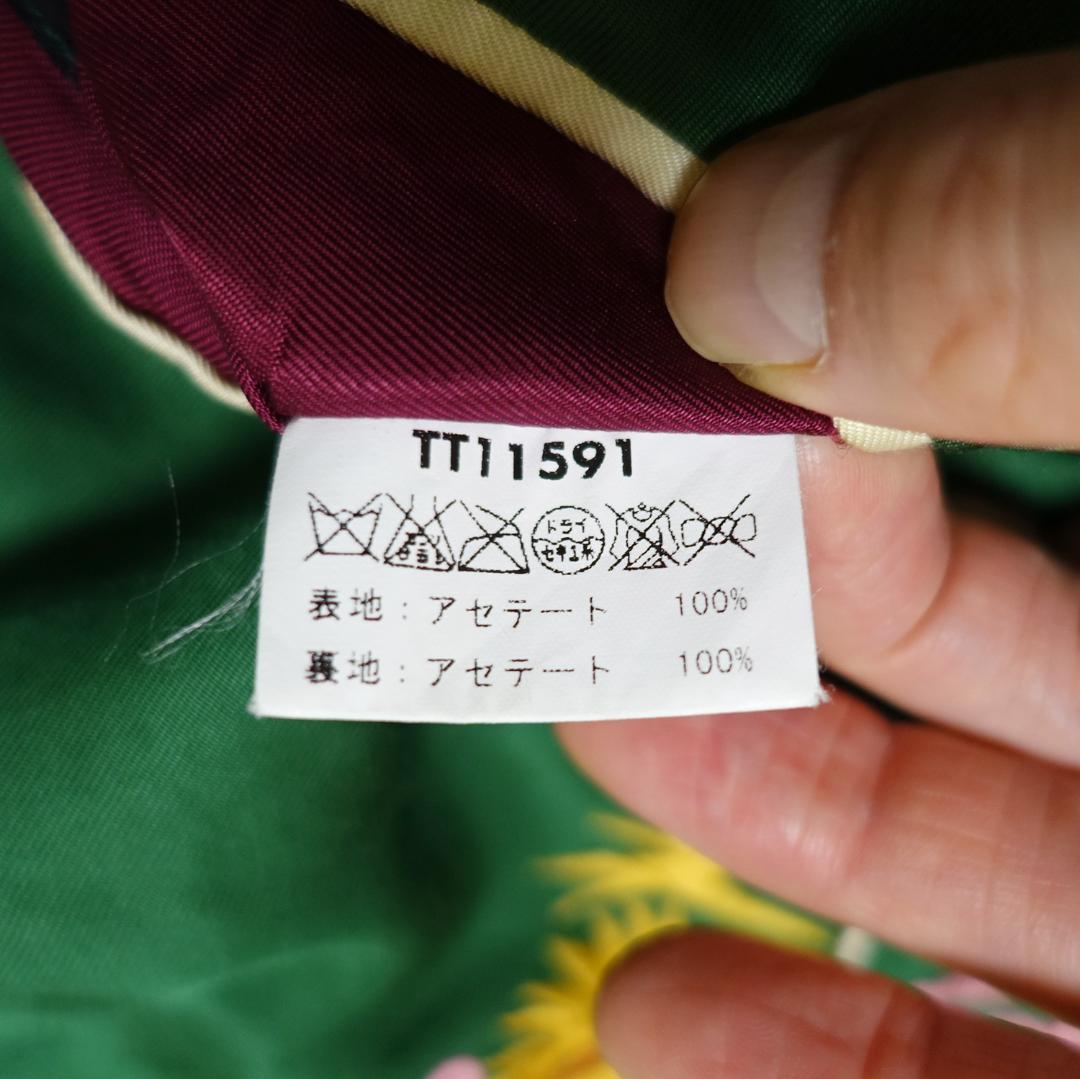 TT11591
ドライ
セキユ系
表地：アセテート 100%
裏地：アセテート 100%